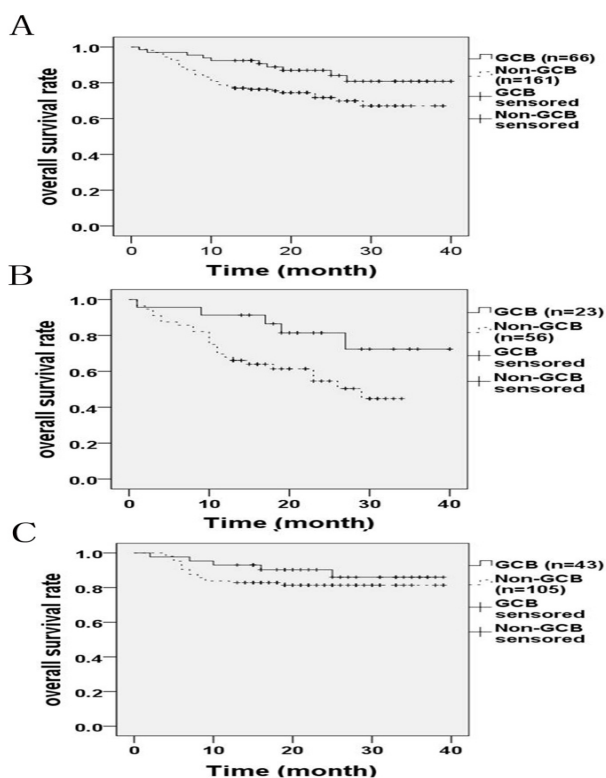 A
overall survival rate
1.0
0.8
0.6
0.4
0.2
0.0
0 10 20 30 40
Time (month)
GCB (n=66)
Non-GCB
(n=161)
GCB
sensored
Non-GCB
sensored
B
overall survival rate
1.0
0.8
0.6
0.4
0.2
0.0
0 10 20 30 40
Time (month)
GCB (n=23)
Non-GCB
(n=56)
GCB
sensored
Non-GCB
sensored
C
overall survival rate
1.0
0.8
0.6
0.4
0.2
0.0
0 10 20 30 40
Time (month)
GCB (n=43)
Non-GCB
(n=105)
GCB
sensored
Non-GCB
sensored